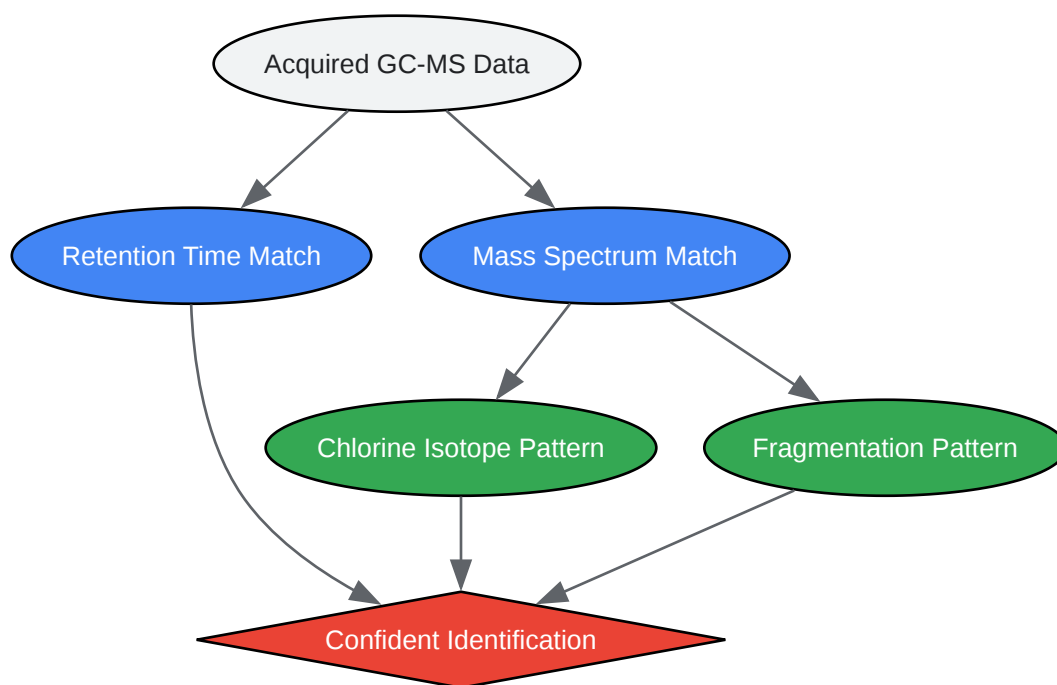 Acquired GC-MS Data
Retention Time Match
Mass Spectrum Match
Chlorine Isotope Pattern
Fragmentation Pattern
Confident Identification